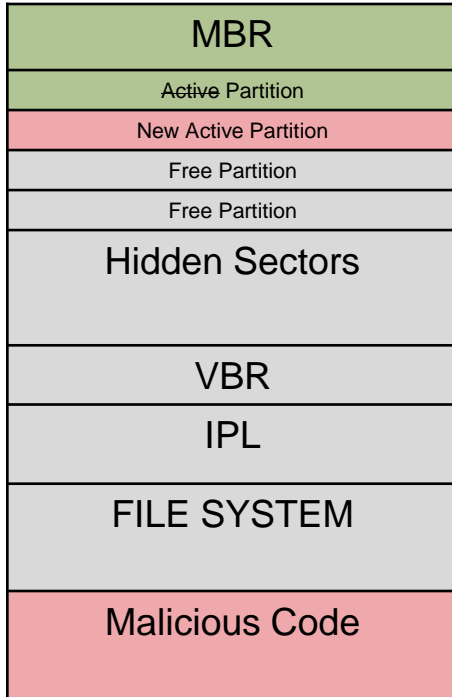 MBR
Active Partition
New Active Partition
Free Partition
Free Partition
Hidden Sectors
VBR
IPL
FILE SYSTEM
Malicious Code